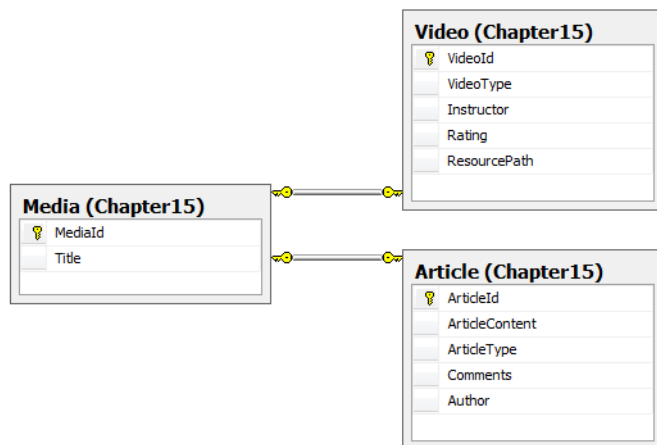 Video (Chapter15)
VideoId
VideoType
Instructor
Rating
ResourcePath
Media (Chapter15)
MediaId
Title
Article (Chapter15)
ArticleId
ArticleContent
ArticleType
Comments
Author